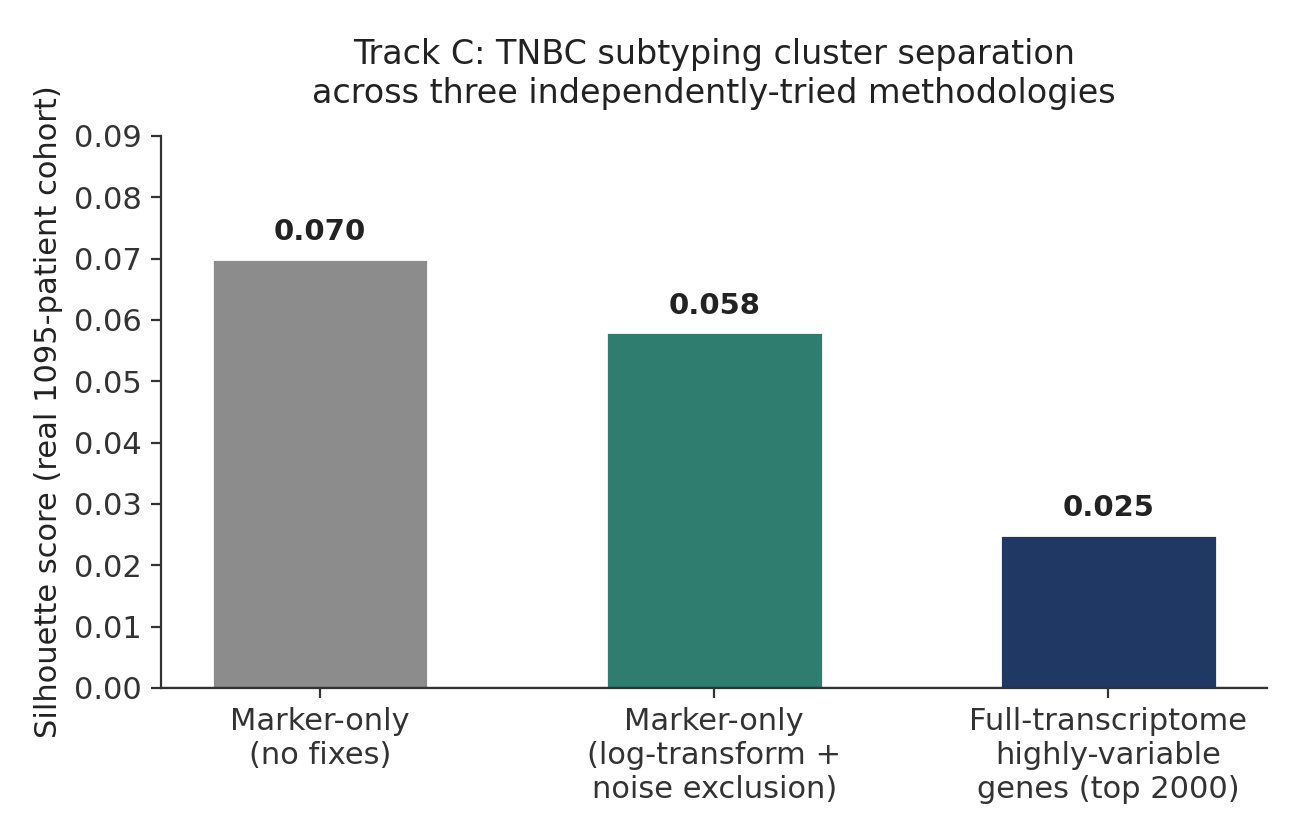 Track C: TNBC subtyping cluster separation
across three independently-tried methodologies
Silhouette score (real 1095-patient cohort)
0.09
0.08
0.07
0.06
0.05
0.04
0.03
0.02
0.01
0.00
0.070
0.058
0.025
Marker-only
(no fixes)
Marker-only
(log-transform +
noise exclusion)
Full-transcriptome
highly-variable
genes (top 2000)